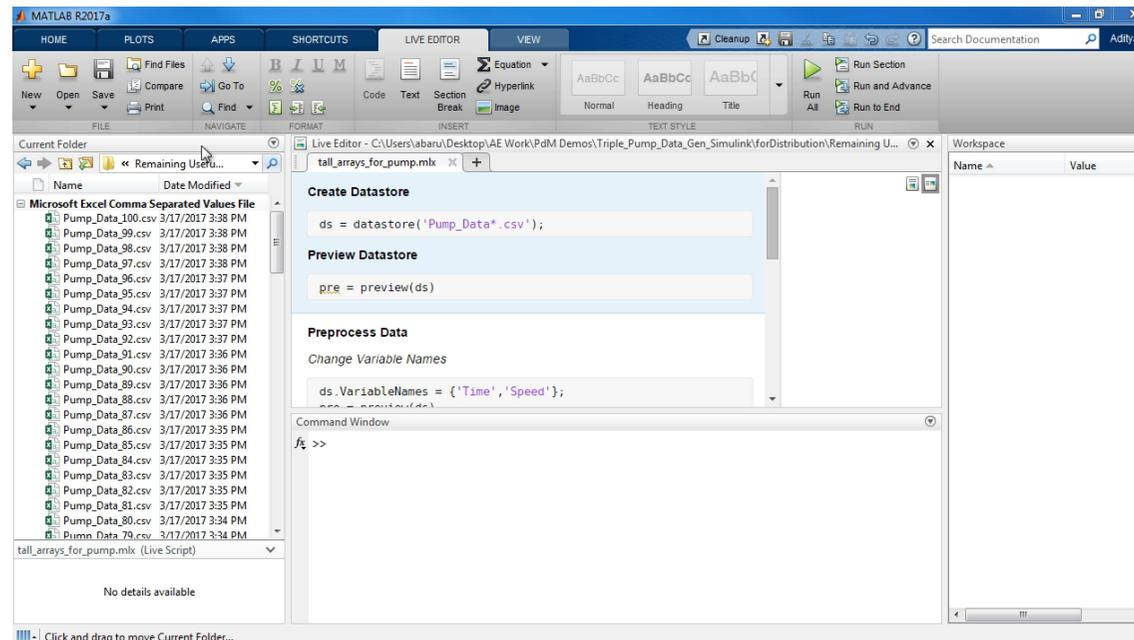 MATLAB R2017a
HOME PLOTS APPS SHORTCUTS LIVE EDITOR VIEW Cleanup Search Documentation Adity
New Open Save Find Files Compare Print Go To Find B I U M Code Text Section Break Equation Hyperlink Image AaBbCc Normal AaBbCc Heading AaBb( Title Run All Run Section Run and Advance Run to End
FILE NAVIGATE FORMAT INSERT TEXT STYLE RUN
Current Folder
« Remaining Usefu...
Name Date Modified
Microsoft Excel Comma Separated Values File
Pump_Data_100.csv 3/17/2017 3:38 PM
Pump_Data_99.csv 3/17/2017 3:38 PM
Pump_Data_98.csv 3/17/2017 3:38 PM
Pump_Data_97.csv 3/17/2017 3:38 PM
Pump_Data_96.csv 3/17/2017 3:37 PM
Pump_Data_95.csv 3/17/2017 3:37 PM
Pump_Data_94.csv 3/17/2017 3:37 PM
Pump_Data_93.csv 3/17/2017 3:37 PM
Pump_Data_92.csv 3/17/2017 3:37 PM
Pump_Data_91.csv 3/17/2017 3:36 PM
Pump_Data_90.csv 3/17/2017 3:36 PM
Pump_Data_89.csv 3/17/2017 3:36 PM
Pump_Data_88.csv 3/17/2017 3:36 PM
Pump_Data_87.csv 3/17/2017 3:36 PM
Pump_Data_86.csv 3/17/2017 3:35 PM
Pump_Data_85.csv 3/17/2017 3:35 PM
Pump_Data_84.csv 3/17/2017 3:35 PM
Pump_Data_83.csv 3/17/2017 3:35 PM
Pump_Data_82.csv 3/17/2017 3:35 PM
Pump_Data_81.csv 3/17/2017 3:35 PM
Pump_Data_80.csv 3/17/2017 3:34 PM
Pump_Data_79.csv 3/17/2017 3:34 PM
tall_arrays_for_pump.mlx (Live Script)
No details available
Live Editor - C:\Users\abaru\Desktop\AE Work\PdM Demos\Triple_Pump_Data_Gen_Simulink\forDistribution\Remaining U...
tall_arrays_for_pump.mlx
Create Datastore
ds = datastore('Pump_Data*.csv');
Preview Datastore
pre = preview(ds)
Preprocess Data
Change Variable Names
ds.VariableNames = {'Time','Speed'};
pre = preview(ds)
Command Window
fx >>
Workspace
Name Value
Click and drag to move Current Folder...